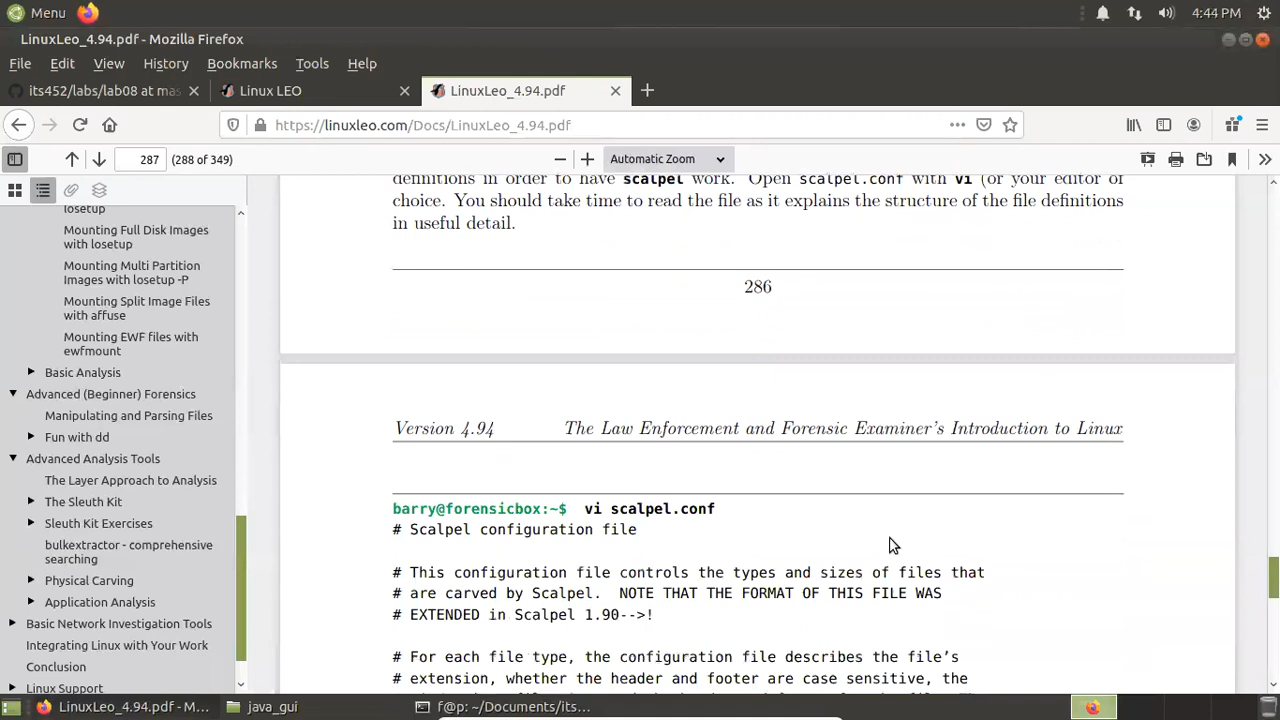 Menu
4:44 PM
LinuxLeo_4.94.pdf - Mozilla Firefox
File Edit View History Bookmarks Tools Help
its452/labs/lab08 at mas
Linux LEO
LinuxLeo_4.94.pdf
https://linuxleo.com/Docs/LinuxLeo_4.94.pdf
287 (288 of 349)
Automatic Zoom
losetup
Mounting Full Disk Images
with losetup
Mounting Multi Partition
Images with losetup -P
Mounting Split Image Files
with affuse
Mounting EWF files with
ewfmount
Basic Analysis
Advanced (Beginner) Forensics
Manipulating and Parsing Files
Fun with dd
Advanced Analysis Tools
The Layer Approach to Analysis
The Sleuth Kit
Sleuth Kit Exercises
bulkextractor - comprehensive
searching
Physical Carving
Application Analysis
Basic Network Investigation Tools
Integrating Linux with Your Work
Conclusion
Linux Support
definitions in order to have scalpel work. Open scalpel.conf with vi (or your editor of
choice. You should take time to read the file as it explains the structure of the file definitions
in useful detail.
286
Version 4.94 The Law Enforcement and Forensic Examiner's Introduction to Linux
barry@forensicbox:~$ vi scalpel.conf
# Scalpel configuration file
# This configuration file controls the types and sizes of files that
# are carved by Scalpel. NOTE THAT THE FORMAT OF THIS FILE WAS
# EXTENDED in Scalpel 1.90-->!
# For each file type, the configuration file describes the file's
# extension, whether the header and footer are case sensitive, the
LinuxLeo_4.94.pdf - M...
java_gui
f@p: ~/Documents/its...